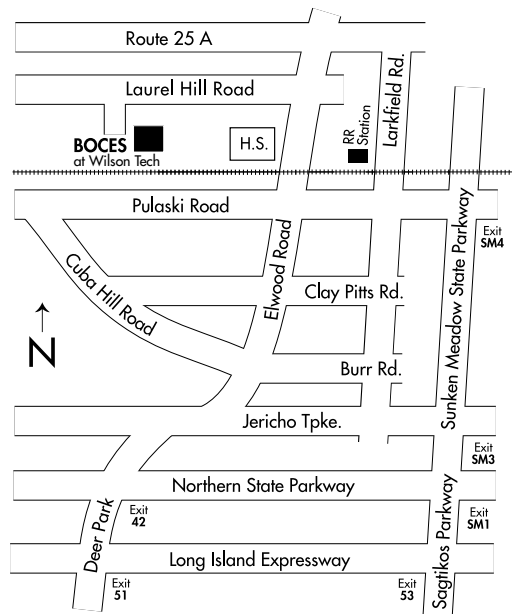 Route 25 A
Laurel Hill Road
BOCES
at Wilson Tech
H.S.
RR
Station
Larkfield Rd.
Pulaski Road
Exit
SM4
Cuba Hill Road
Elwood Road
Sunken Meadow State Parkway
Clay Pitts Rd.
N
Burr Rd.
Jericho Tpke.
Exit
SM3
Northern State Parkway
Deer Park
Exit
42
Sagtikos Parkway
Exit
SM1
Long Island Expressway
Exit
51
Exit
53